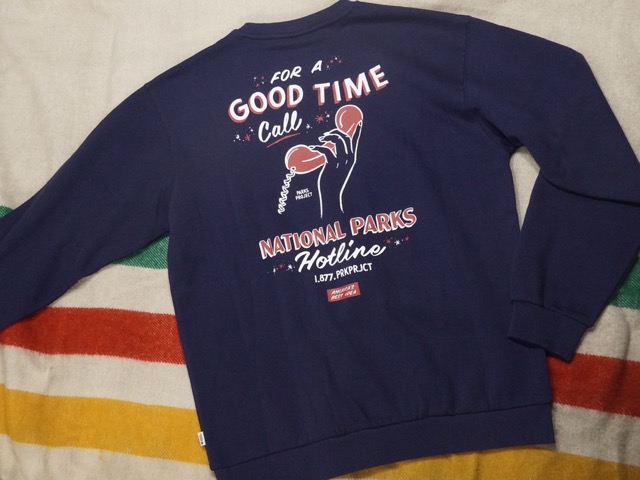 FOR A
GOOD TIME
Call
PARKS
PROJECT
NATIONAL PARKS
Hotline
1.877.PRKPRJCT
AMERICA'S
BEST IDEA